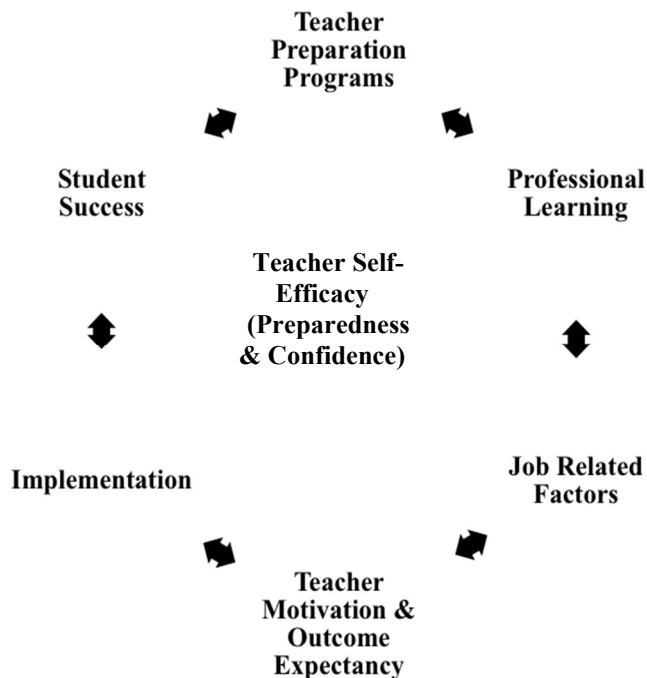 Teacher
Preparation
Programs
Student
Success
Professional
Learning
Teacher Self-
Efficacy
(Preparedness
& Confidence)
Implementation
Job Related
Factors
Teacher
Motivation &
Outcome
Expectancy